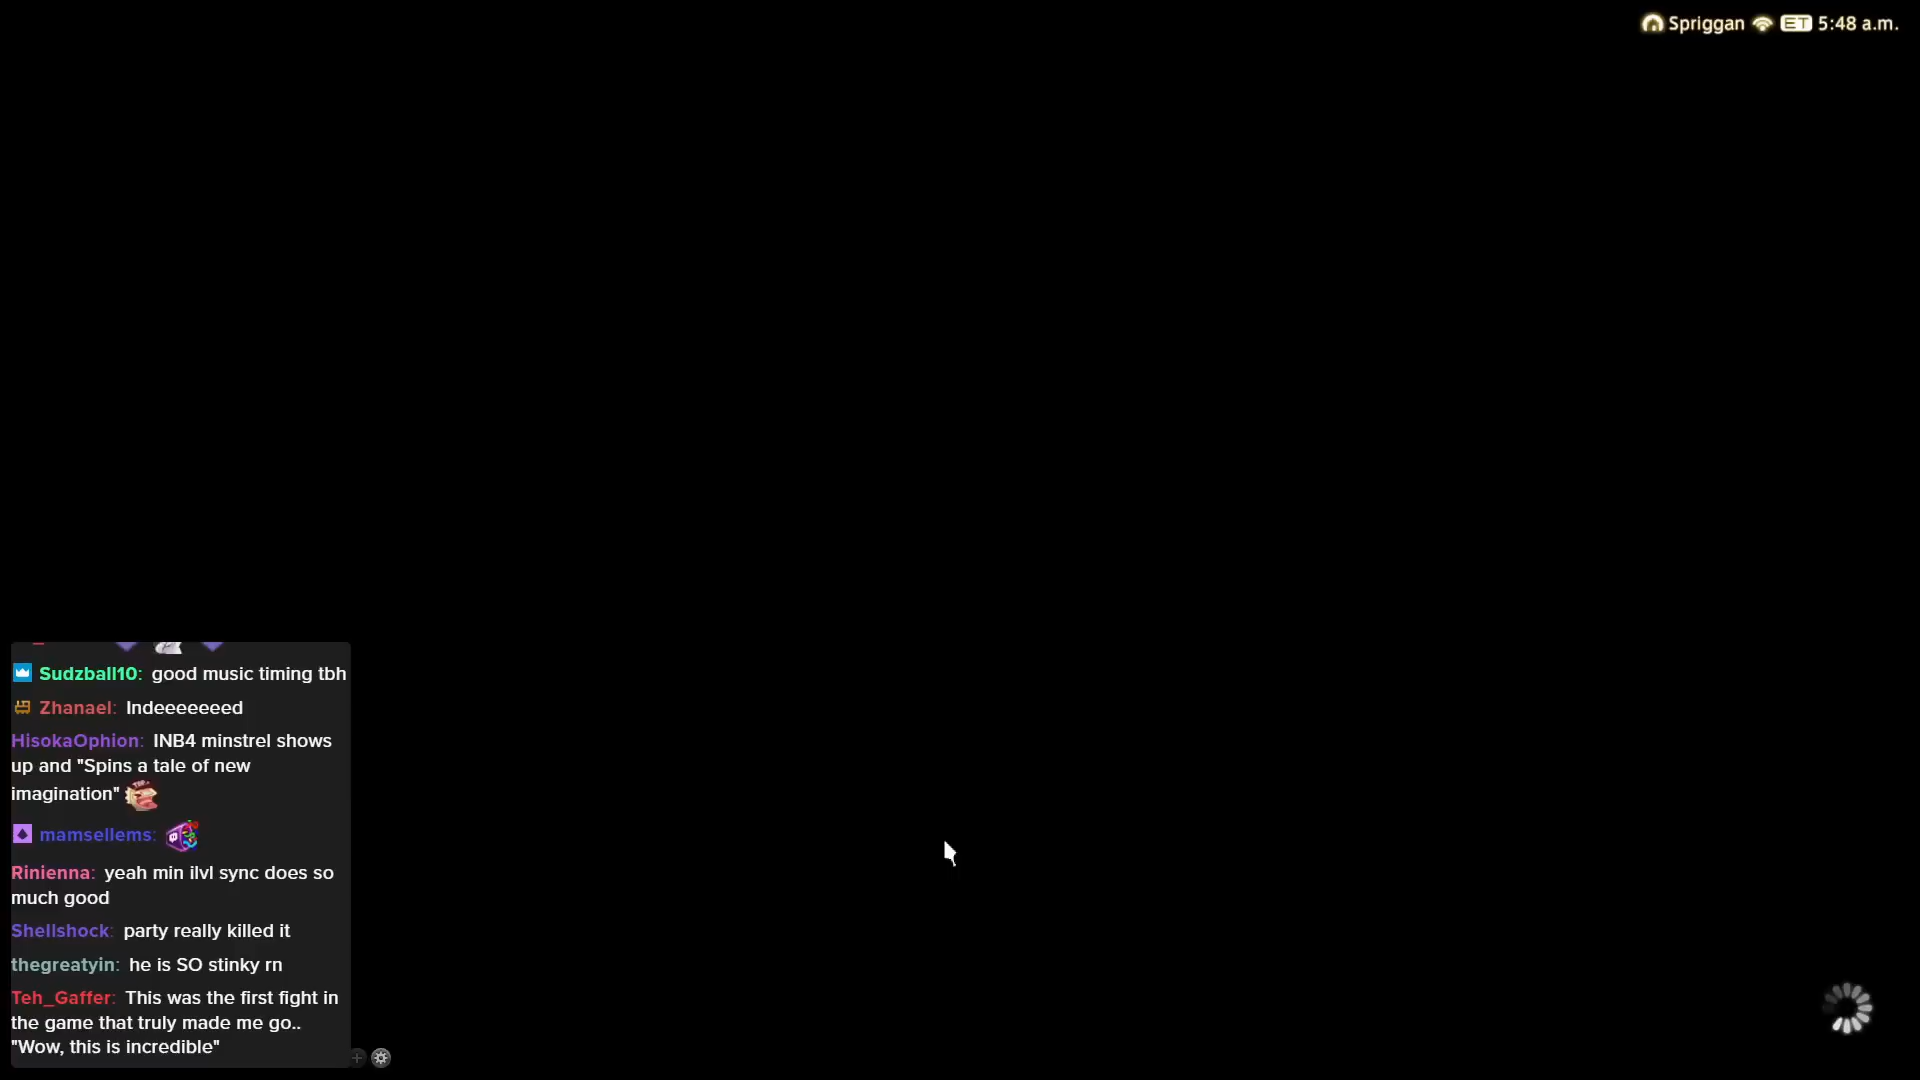 Spriggan ET 5:48 a.m.
Sudzball10: good music timing tbh
Zhanael: Indeeeeeeed
HisokaOphion: INB4 minstrel shows
up and "Spins a tale of new
imagination"
mamsellems:
Rinienna: yeah min ilvl sync does so
much good
Shellshock: party really killed it
thegreatyin: he is SO stinky rn
Teh_Gaffer: This was the first fight in
the game that truly made me go..
"Wow, this is incredible"